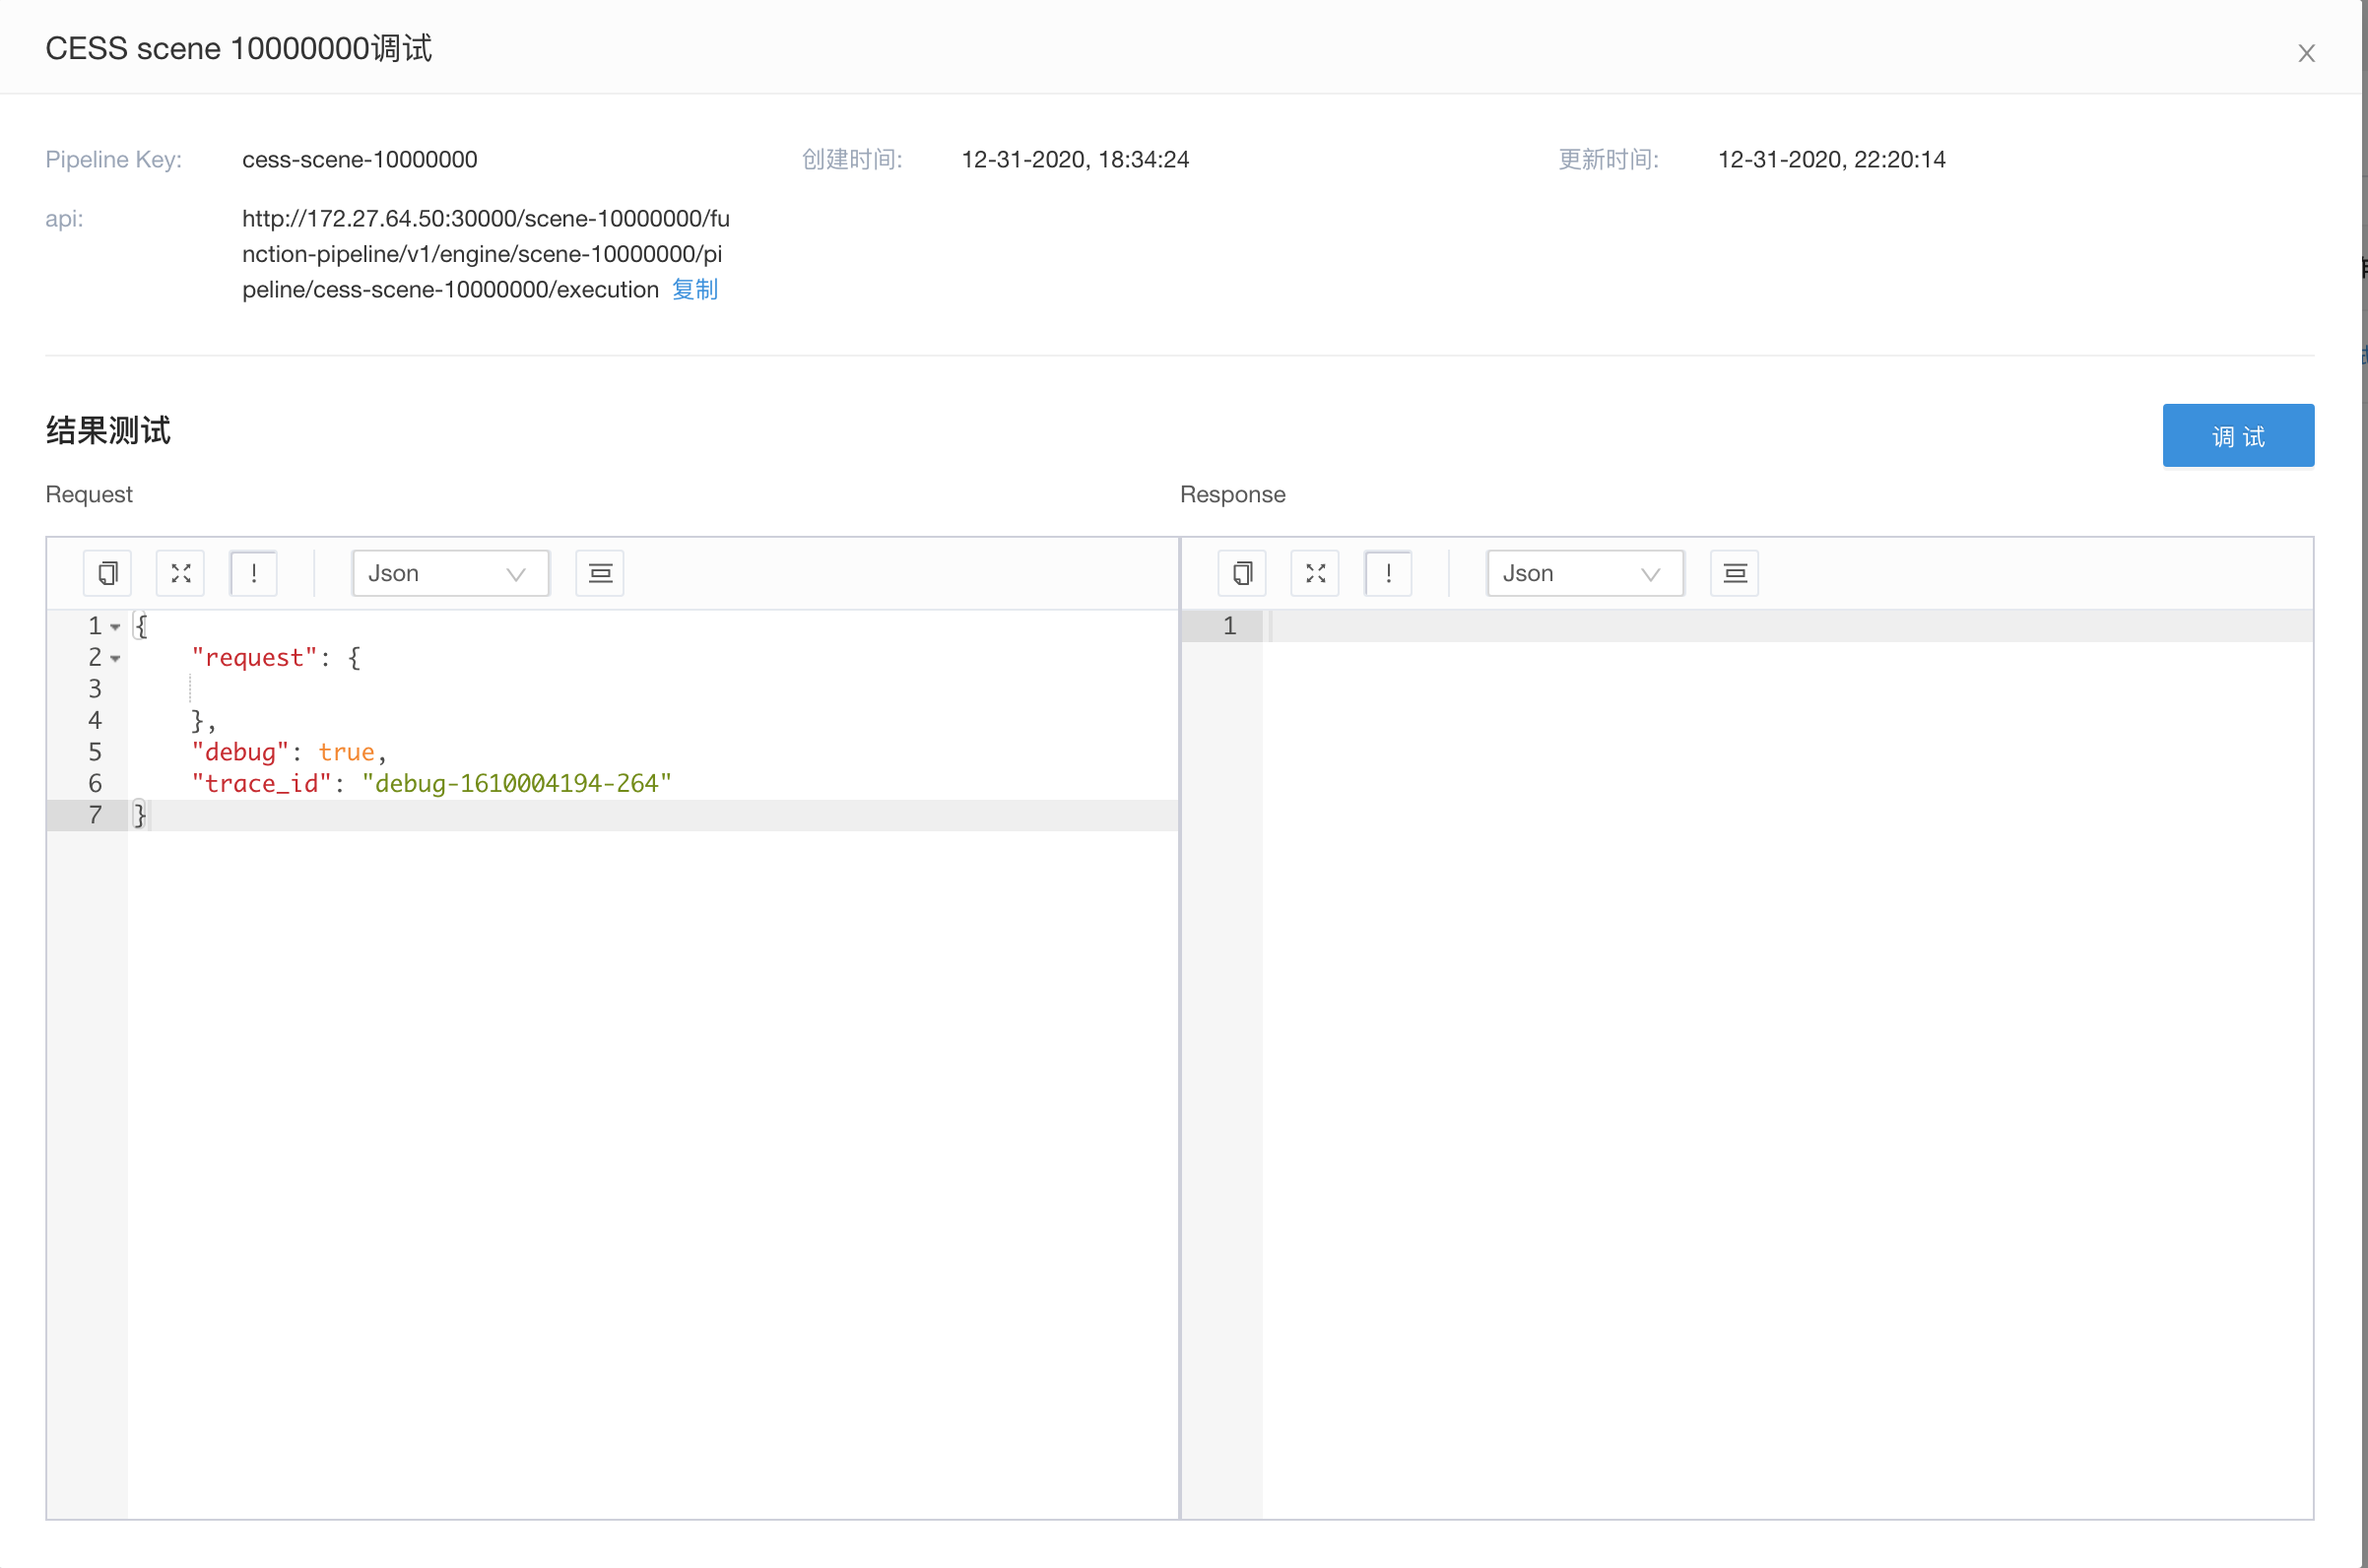 CESS scene 10000000调试
Pipeline Key: cess-scene-10000000 创建时间: 12-31-2020, 18:34:24 更新时间: 12-31-2020, 22:20:14
api: http://172.27.64.50:30000/scene-10000000/fu
nction-pipeline/v1/engine/scene-10000000/pi
peline/cess-scene-10000000/execution 复制
结果测试
调 试
Request
Response
Json
Json
1 {
2 "request": {
3
4 },
5 "debug": true,
6 "trace_id": "debug-1610004194-264"
7 }
1